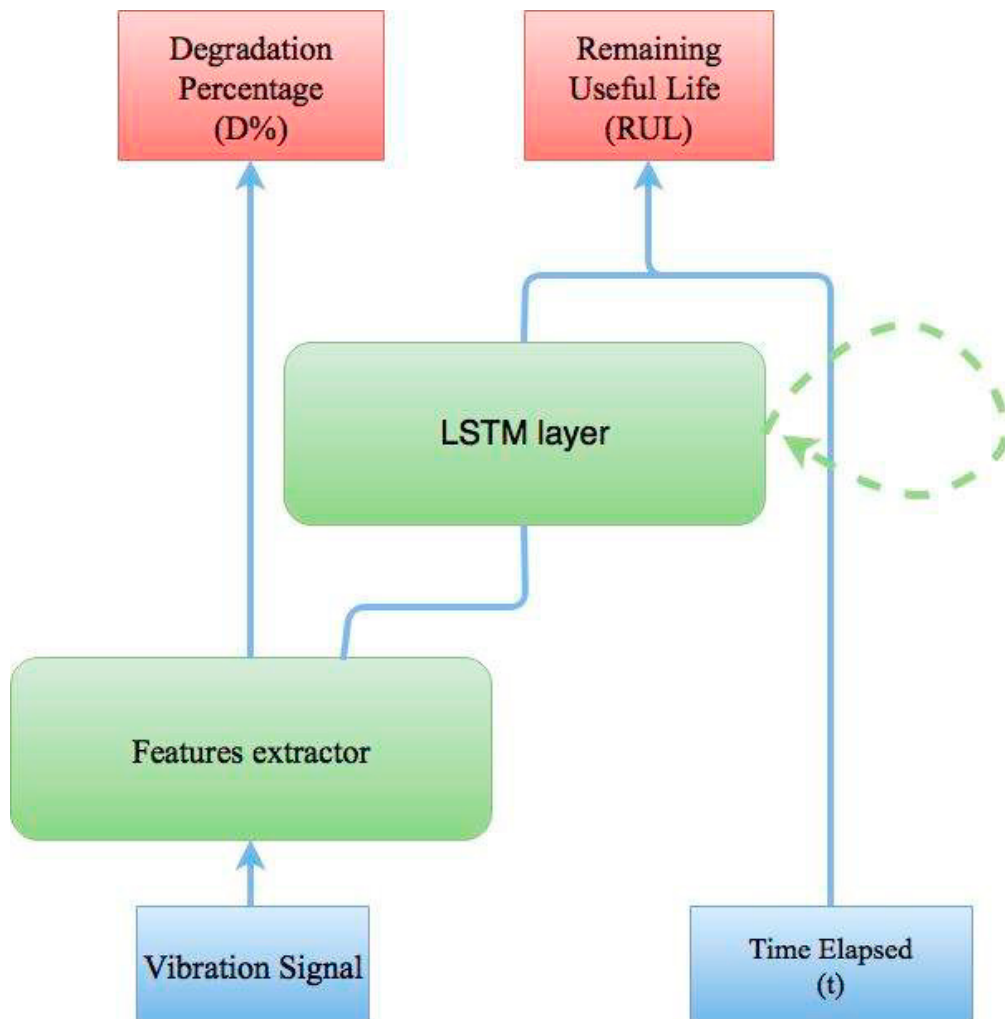 Degradation
Percentage
(D%)
Remaining
Useful Life
(RUL)
LSTM layer
Features extractor
Vibration Signal
Time Elapsed
(t)